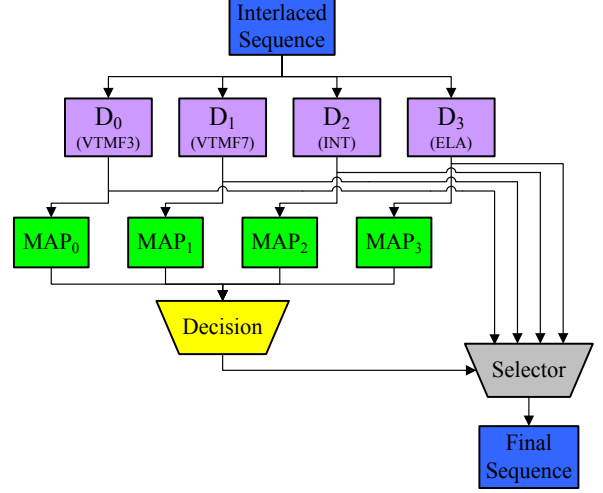 Interlaced
Sequence
D₀
(VTMF3)
D₁
(VTMF7)
D₂
(INT)
D₃
(ELA)
MAP₀
MAP₁
MAP₂
MAP₃
Decision
Selector
Final
Sequence